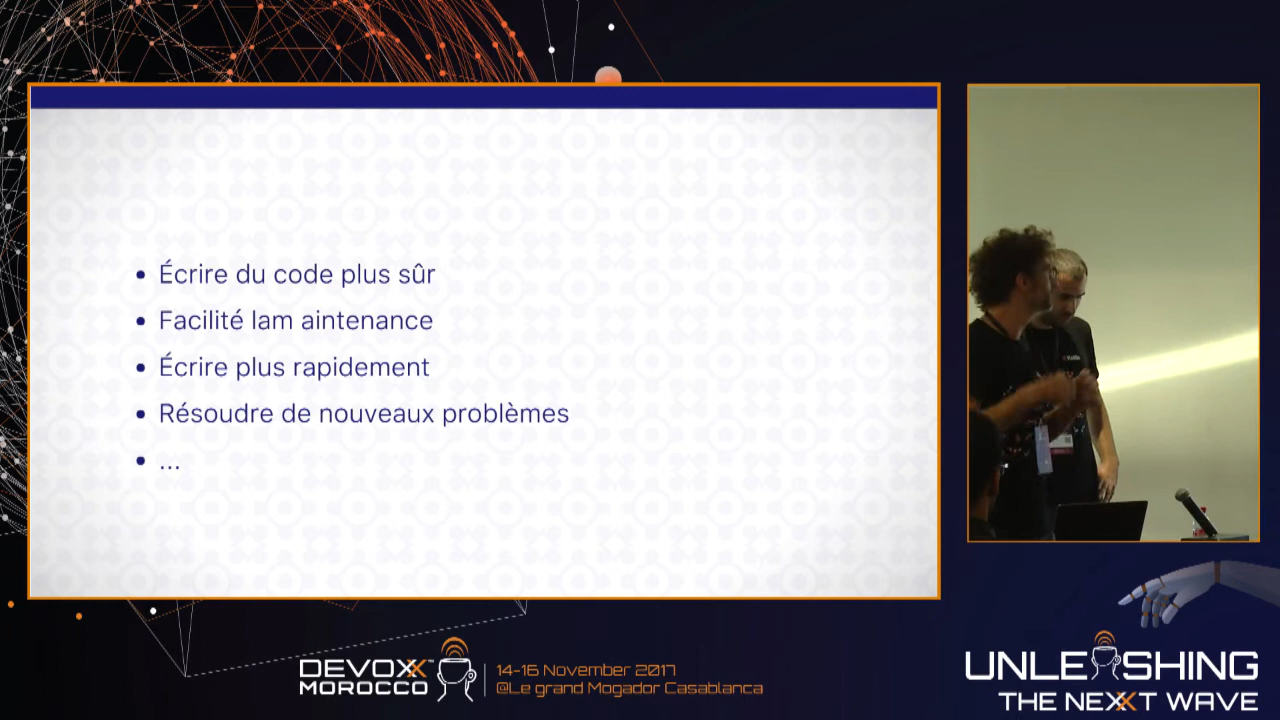 • Écrire du code plus sûr
• Facilité lam aintenance
• Écrire plus rapidement
• Résoudre de nouveaux problèmes
• ...
DEVOXX™
MOROCCO
14-16 November 2017
@Le grand Mogador Casablanca
UNLEASHING
THE NEXXT WAVE